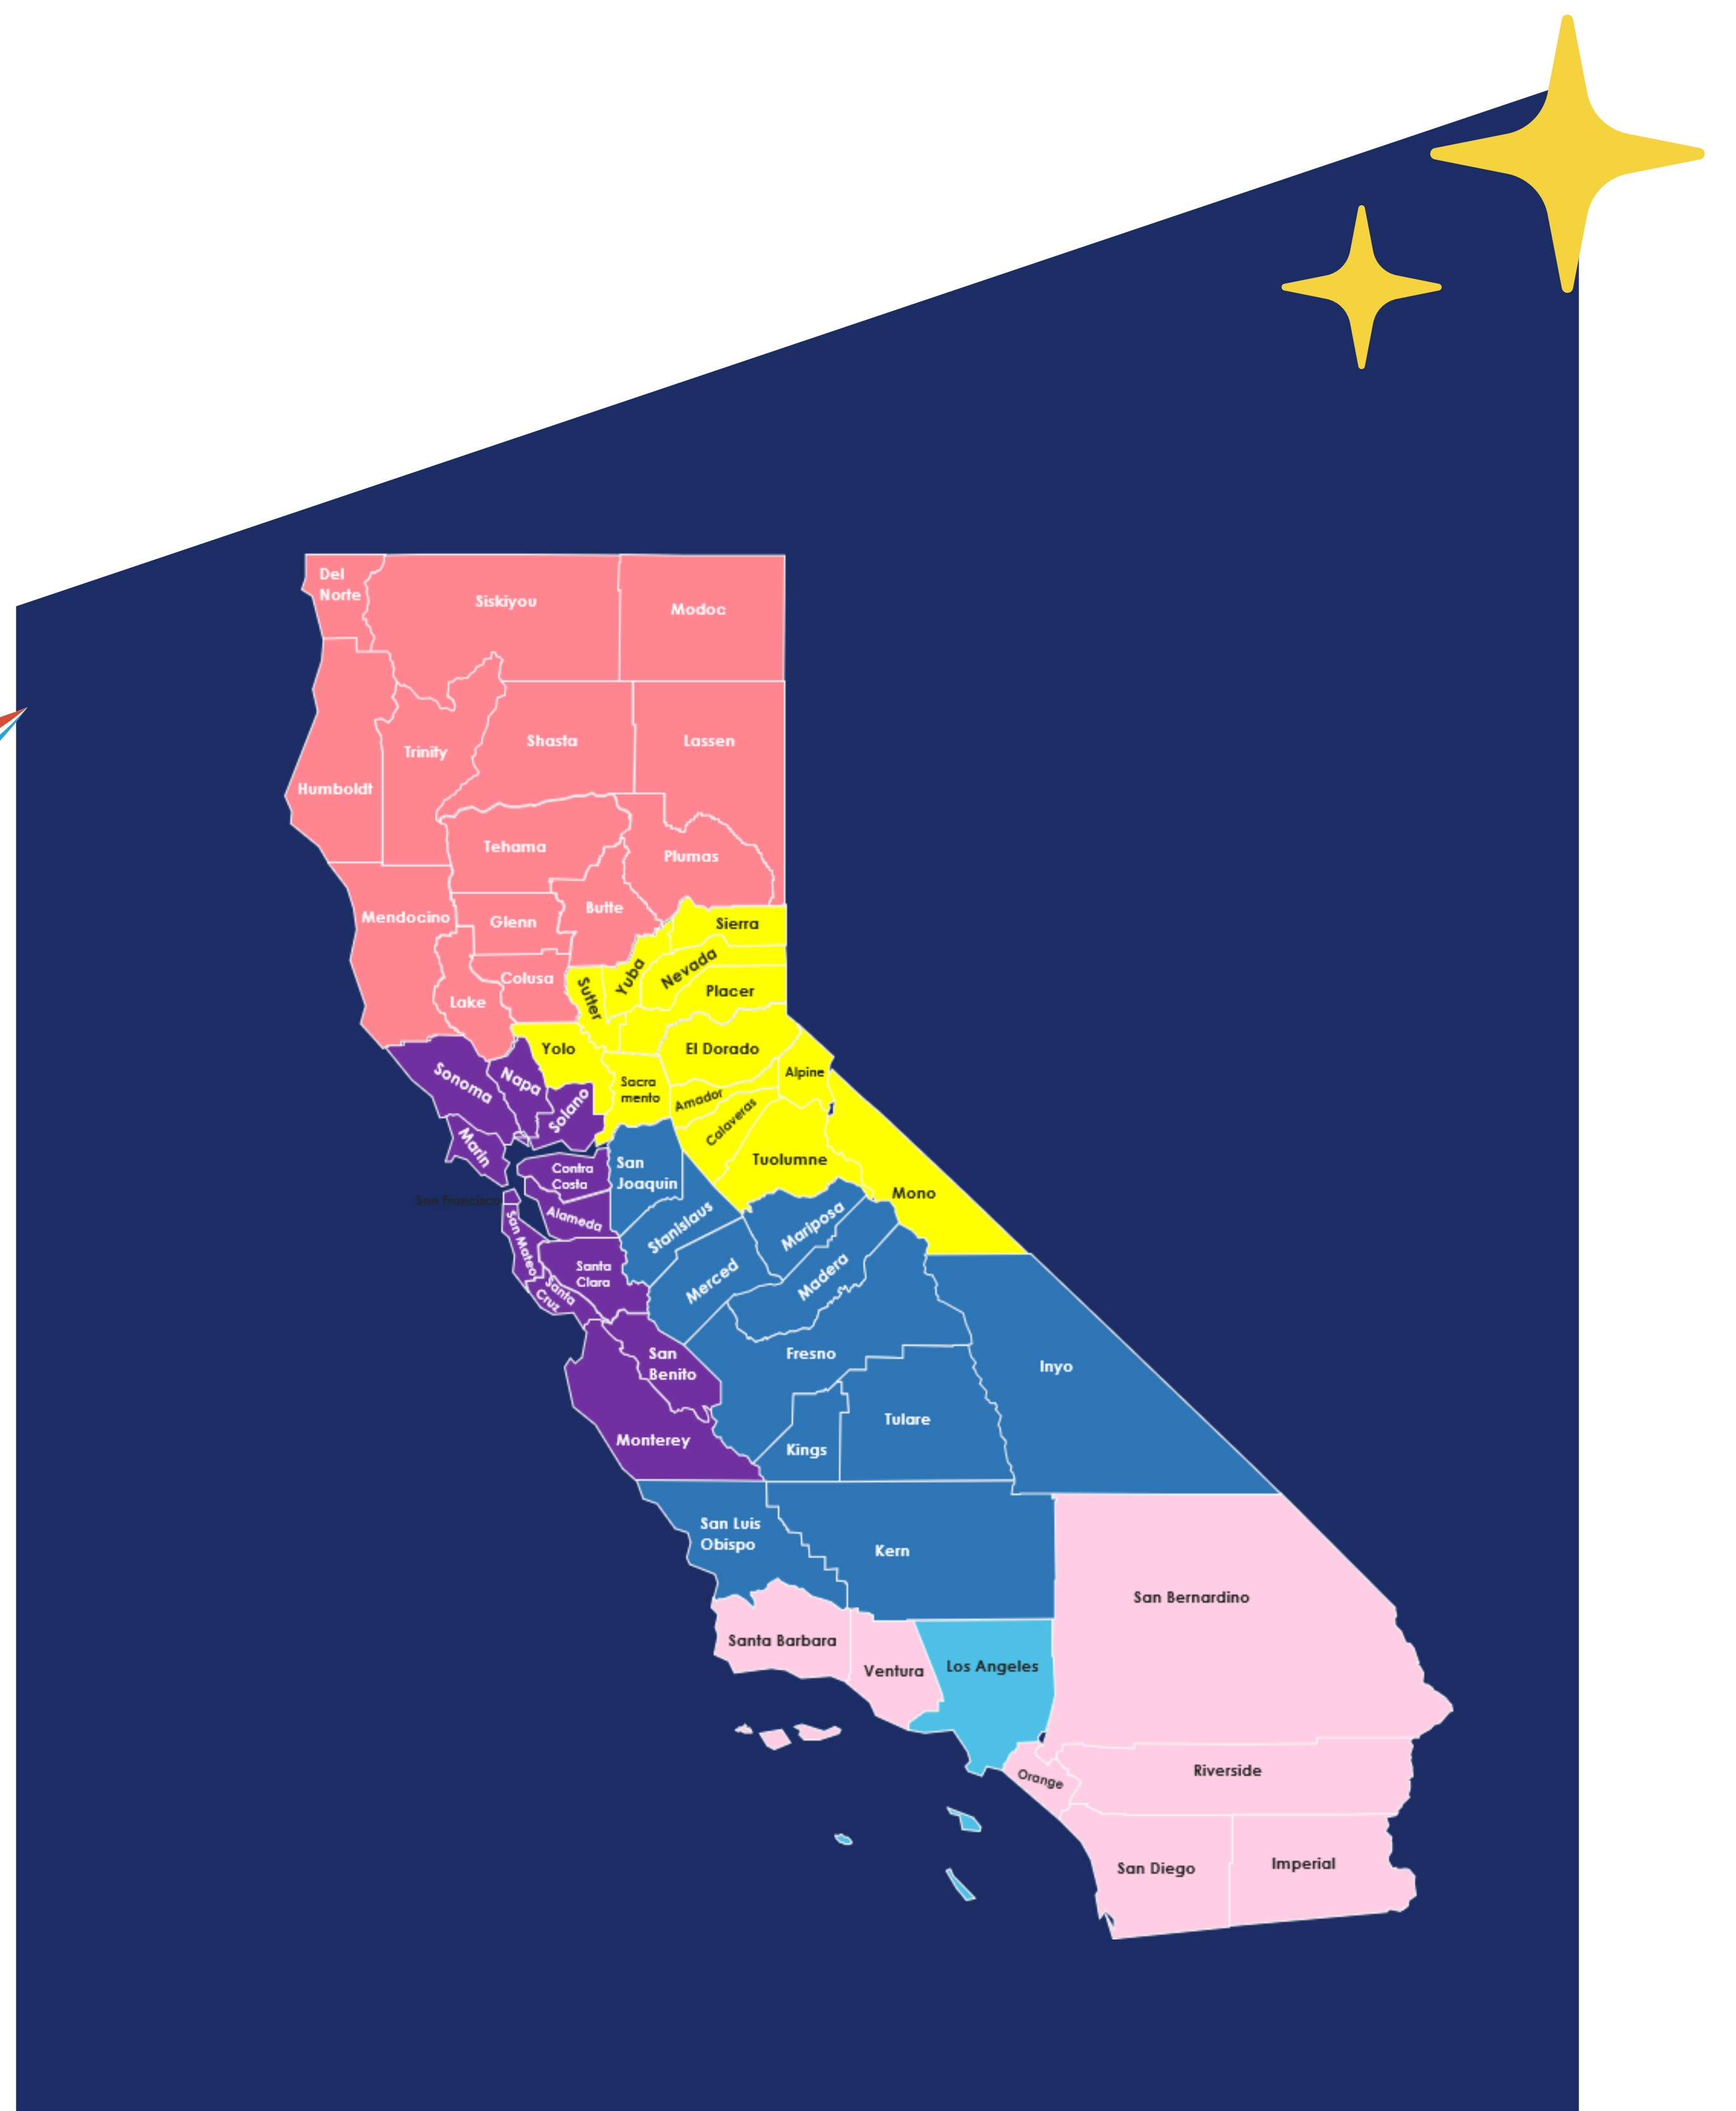 Del
Norte
Siskiyou
Modoc
Trinity
Shasta
Lassen
Humboldt
Tehama
Plumas
Mendocino
Glenn
Butte
Sierra
Colusa
Lake
Sutter
Yuba
Nevada
Placer
Yolo
El Dorado
Sonoma
Napa
Solano
Sacra
mento
Alpine
Amador
Calaveras
Marin
Contra
Costa
San
Joaquin
Tuolumne
Mono
San Francisco
Alameda
San Mateo
Santa
Clara
Santa
Cruz
Stanislaus
Mariposa
Merced
Madera
San
Benito
Fresno
Inyo
Monterey
Kings
Tulare
San Luis
Obispo
Kern
San Bernardino
Santa Barbara
Ventura
Los Angeles
Orange
Riverside
San Diego
Imperial